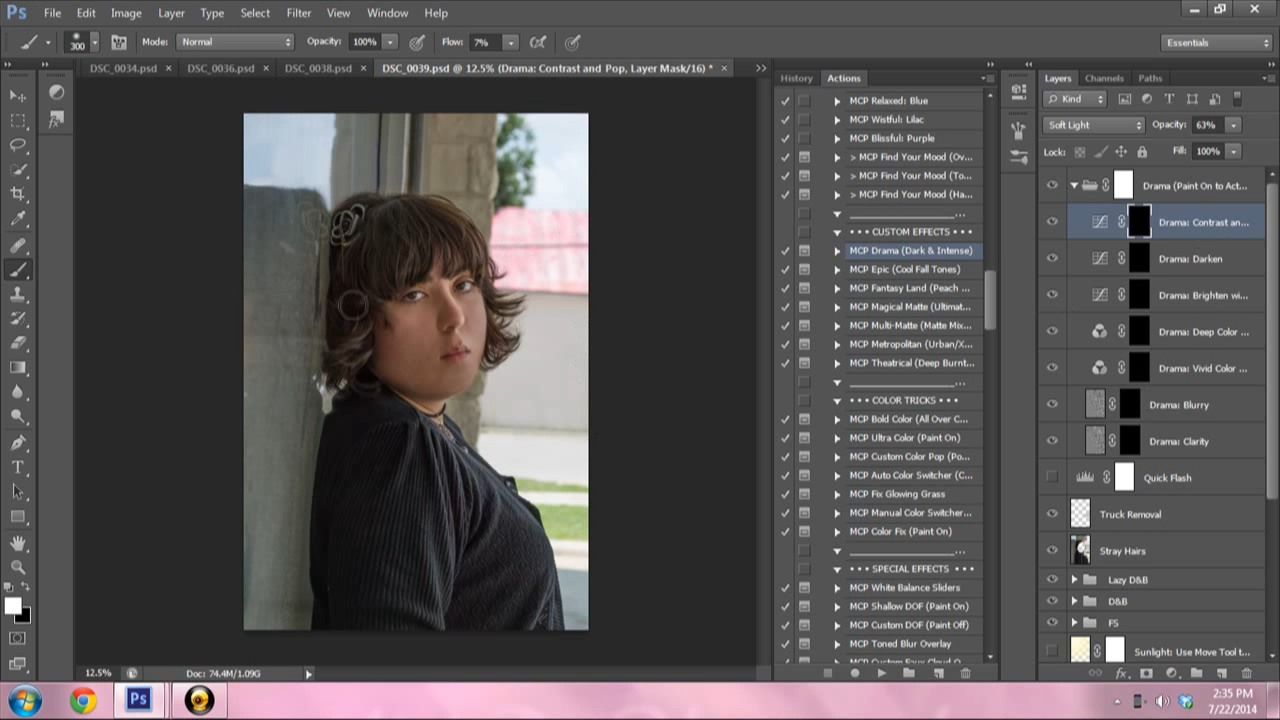 Ps File Edit Image Layer Type Select Filter View Window Help
300 Mode: Normal Opacity: 100% Flow: 7% Essentials
DSC_0034.psd × DSC_0036.psd × DSC_0038.psd × DSC_0039.psd @ 12.5% (Drama: Contrast and Pop, Layer Mask/16) * ×
History Actions
MCP Relaxed: Blue
MCP Wistful: Lilac
MCP Blissful: Purple
> MCP Find Your Mood (Ov...
> MCP Find Your Mood (To...
> MCP Find Your Mood (Ha...
____________________...
• • • CUSTOM EFFECTS • • •
MCP Drama (Dark & Intense)
MCP Epic (Cool Fall Tones)
MCP Fantasy Land (Peach ...
MCP Magical Matte (Ultimat...
MCP Multi-Matte (Matte Mix...
MCP Metropolitan (Urban/X...
MCP Theatrical (Deep Burnt...
____________________...
• • • COLOR TRICKS • • •
MCP Bold Color (All Over C...
MCP Ultra Color (Paint On)
MCP Custom Color Pop (Po...
MCP Auto Color Switcher (C...
MCP Fix Glowing Grass
MCP Manual Color Switcher...
MCP Color Fix (Paint On)
____________________...
• • • SPECIAL EFFECTS • • •
MCP White Balance Sliders
MCP Shallow DOF (Paint On)
MCP Custom DOF (Paint Off)
MCP Toned Blur Overlay
Layers Channels Paths
Kind
Soft Light Opacity: 63%
Lock: Fill: 100%
Drama (Paint On to Act...
Drama: Contrast an...
Drama: Darken
Drama: Brighten wi...
Drama: Deep Color ...
Drama: Vivid Color ...
Drama: Blurry
Drama: Clarity
Quick Flash
Truck Removal
Stray Hairs
Lazy D&B
D&B
FS
Sunlight: Use Move Tool t...
12.5% Doc: 74.4M/1.09G
Ps
2:35 PM
7/22/2014